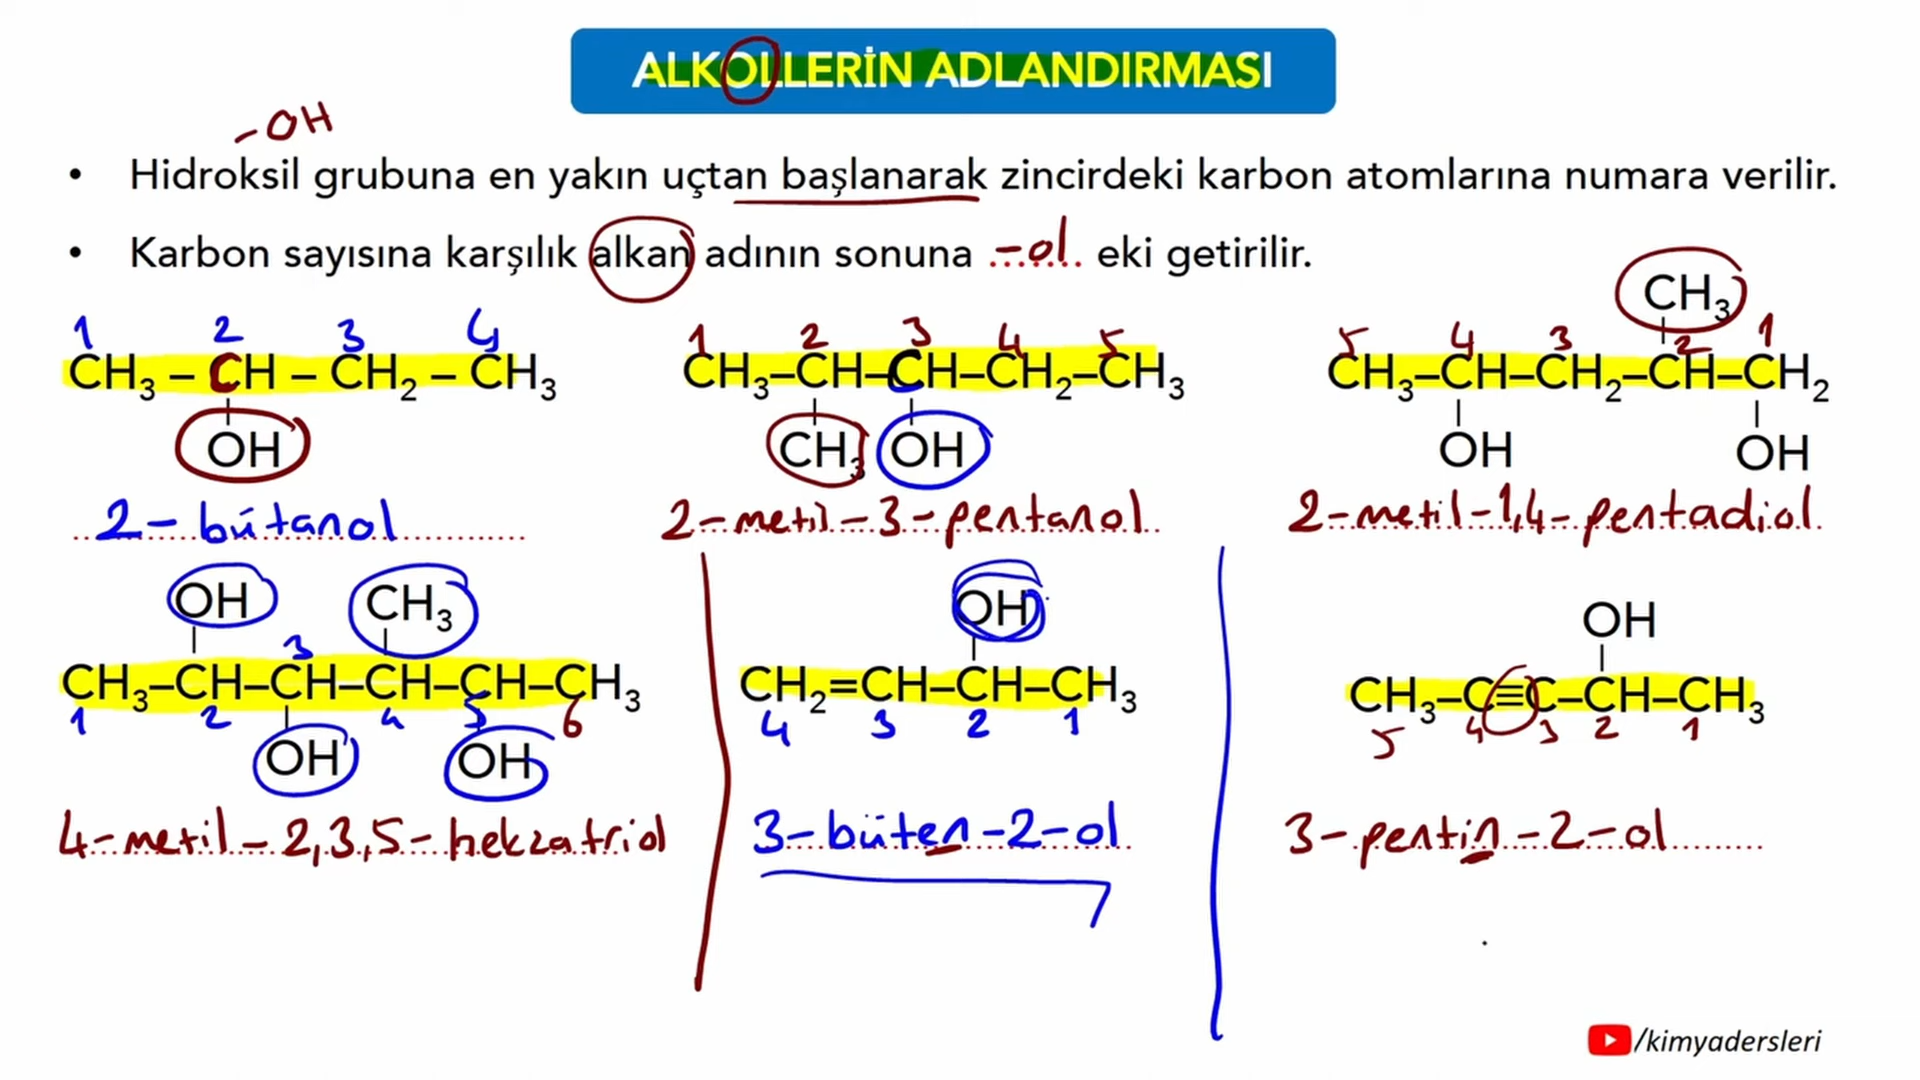 ALKOLLERİN ADLANDIRMASI
-OH
• Hidroksil grubuna en yakın uçtan başlanarak zincirdeki karbon atomlarına numara verilir.
• Karbon sayısına karşılık alkan adının sonuna -ol eki getirilir.
1 2 3 4
CH3 – CH – CH2 – CH3
OH
2-bütanol
1 2 3 4 5
CH3–CH–CH–CH2–CH3
CH3 OH
2-metil-3-pentanol
CH3
5 4 3 2 1
CH3–CH–CH2–CH–CH2
OH OH
2-metil-1,4-pentadiol
OH CH3
3
CH3–CH–CH–CH–CH–CH3
1 2 4 5 6
OH OH
4-metil-2,3,5-hekzatriol
OH
CH2=CH–CH–CH3
4 3 2 1
3-büten-2-ol
OH
CH3–C≡C–CH–CH3
5 4 3 2 1
3-pentin-2-ol
/kimyadersleri